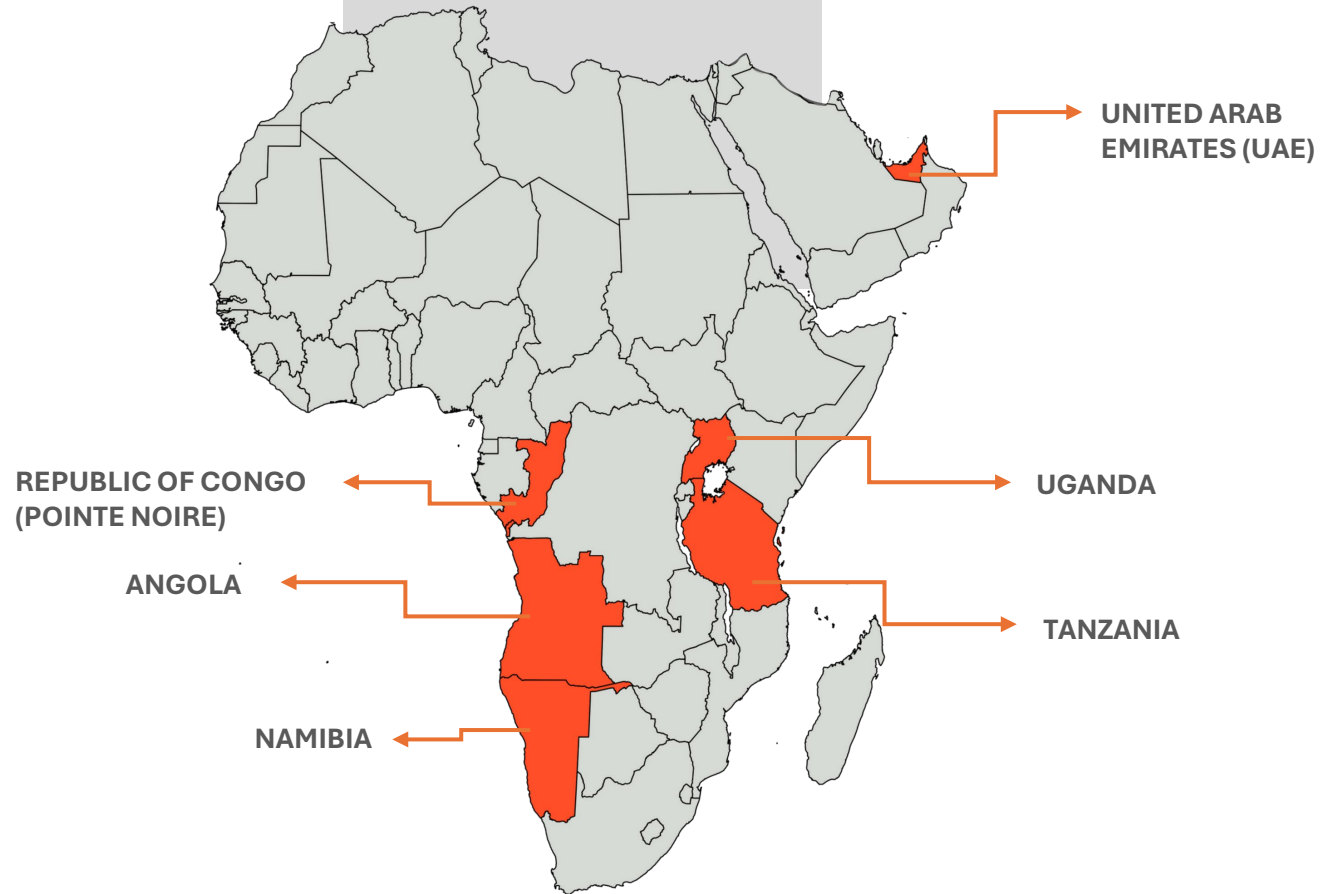 UNITED ARAB
EMIRATES (UAE)
REPUBLIC OF CONGO
(POINTE NOIRE)
UGANDA
ANGOLA
TANZANIA
NAMIBIA